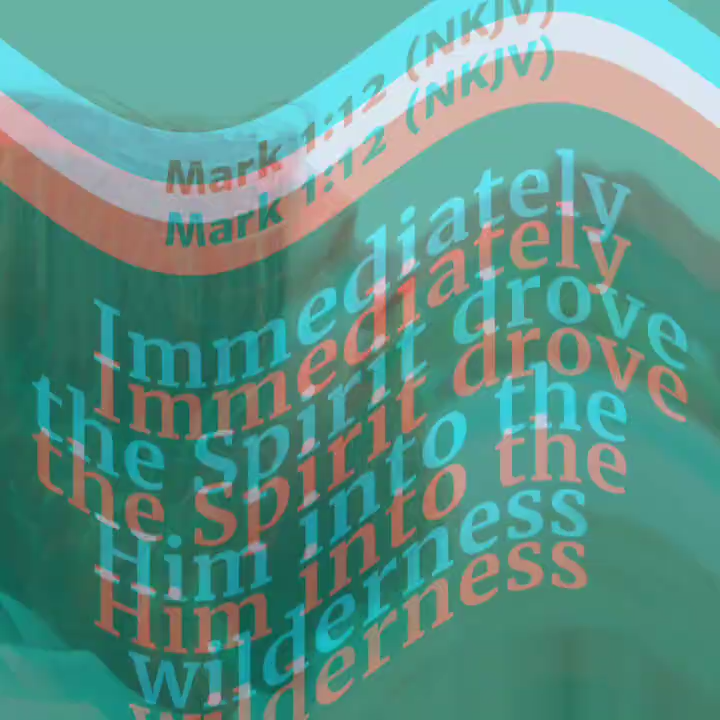 Mark 1:12 (NKJV)
Immediately
the Spirit drove
Him into the
wilderness